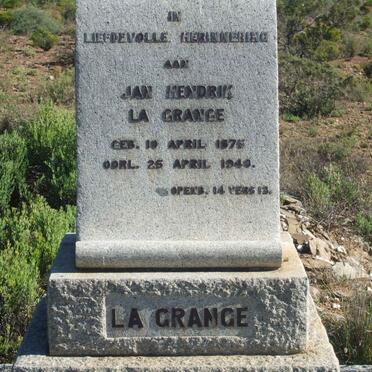 IN
LIEFDEVOLLE HERINNERING
AAN
JAN HENDRIK
LA GRANGE
GEB. 10 APRIL 1875
OORL. 25 APRIL 1940.
OPENB. 14 VERS 13.
LA GRANGE